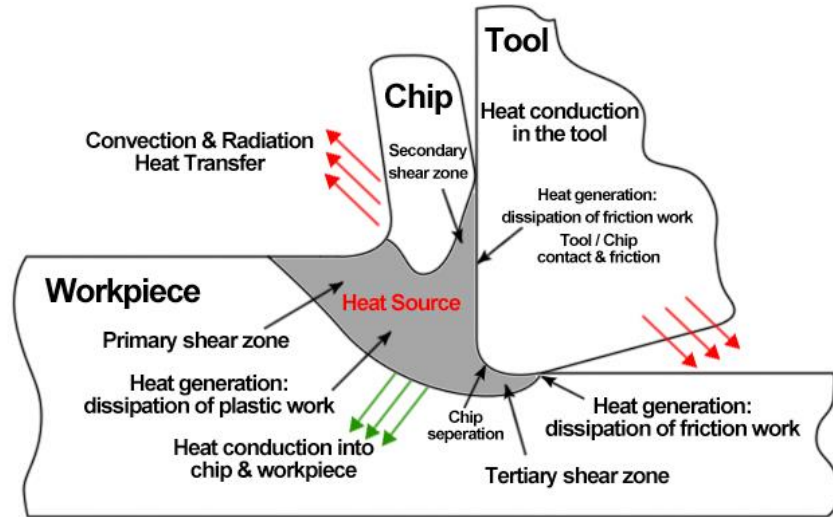 Tool
Chip
Heat conduction
in the tool
Convection & Radiation
Heat Transfer
Secondary
shear zone
Heat generation:
dissipation of friction work
Tool / Chip
contact & friction
Workpiece
Heat Source
Primary shear zone
Heat generation:
dissipation of plastic work
Chip
seperation
Heat generation:
dissipation of friction work
Heat conduction into
chip & workpiece
Tertiary shear zone